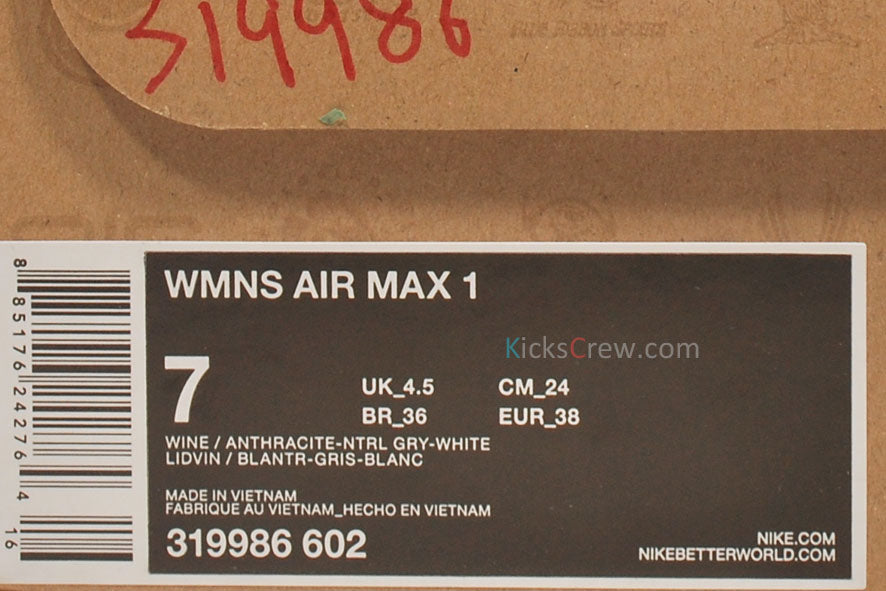 319986
WMNS AIR MAX 1
KicksCrew.com
7
UK_4.5 CM_24
BR_36 EUR_38
WINE / ANTHRACITE-NTRL GRY-WHITE
LIDVIN / BLANTR-GRIS-BLANC
MADE IN VIETNAM
FABRIQUE AU VIETNAM_HECHO EN VIETNAM
319986 602
NIKE.COM
NIKEBETTERWORLD.COM
8 85176 24276 4
16